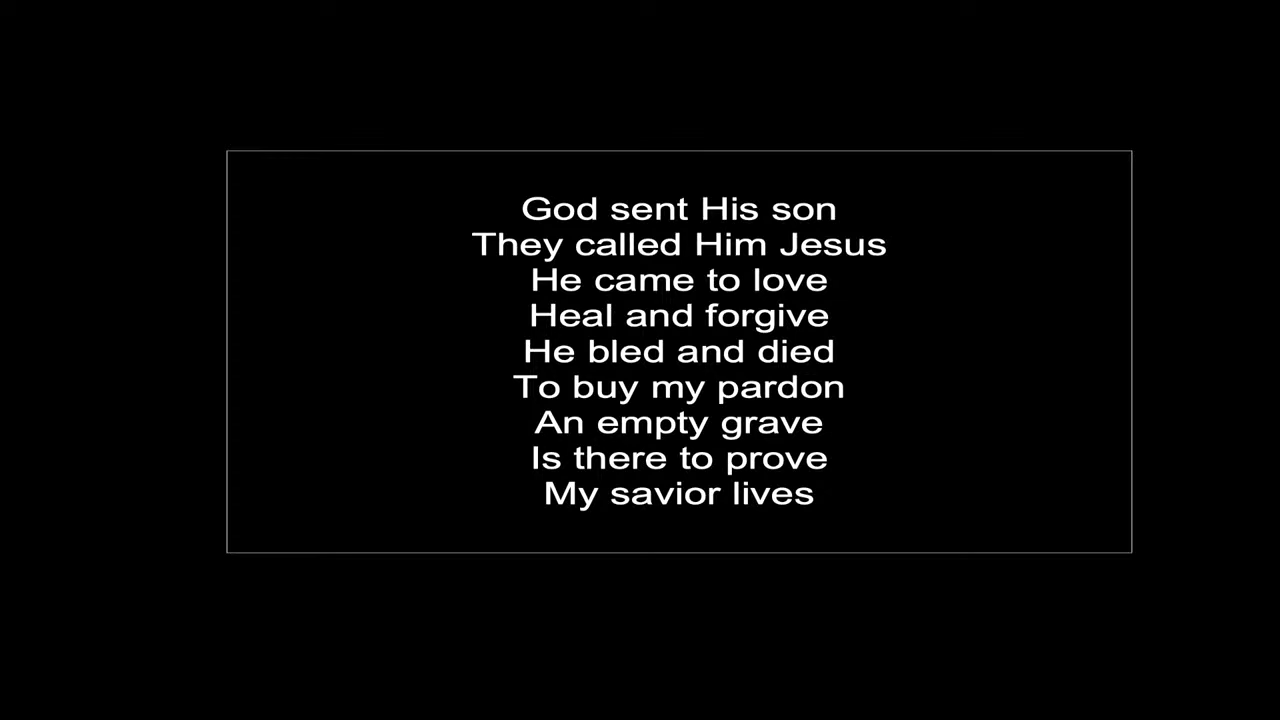 God sent His son
They called Him Jesus
He came to love
Heal and forgive
He bled and died
To buy my pardon
An empty grave
Is there to prove
My savior lives